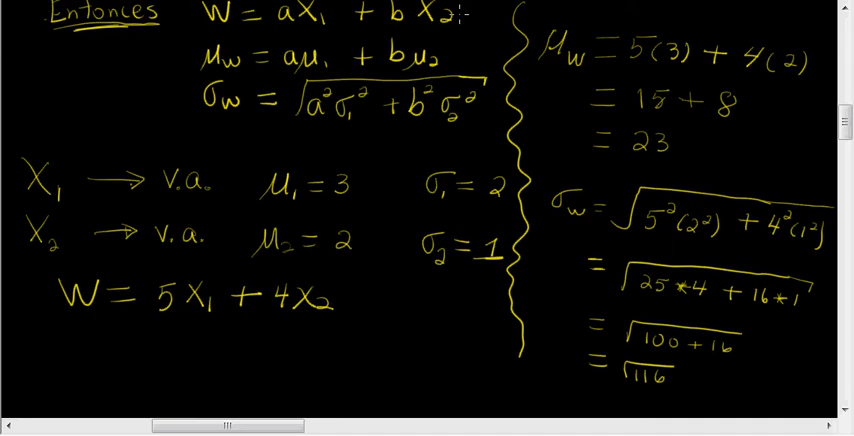 Entonces W = aX₁ + bX₂
μw = aμ₁ + bμ₂
σw = √(a²σ₁² + b²σ₂²)
X₁ → v.a. μ₁ = 3 σ₁ = 2
X₂ → v.a. μ₂ = 2 σ₂ = 1
W = 5X₁ + 4X₂
μw = 5(3) + 4(2)
= 15 + 8
= 23
σw = √(5²(2²) + 4²(1²))
= √(25*4 + 16*1)
= √(100 + 16)
= √116